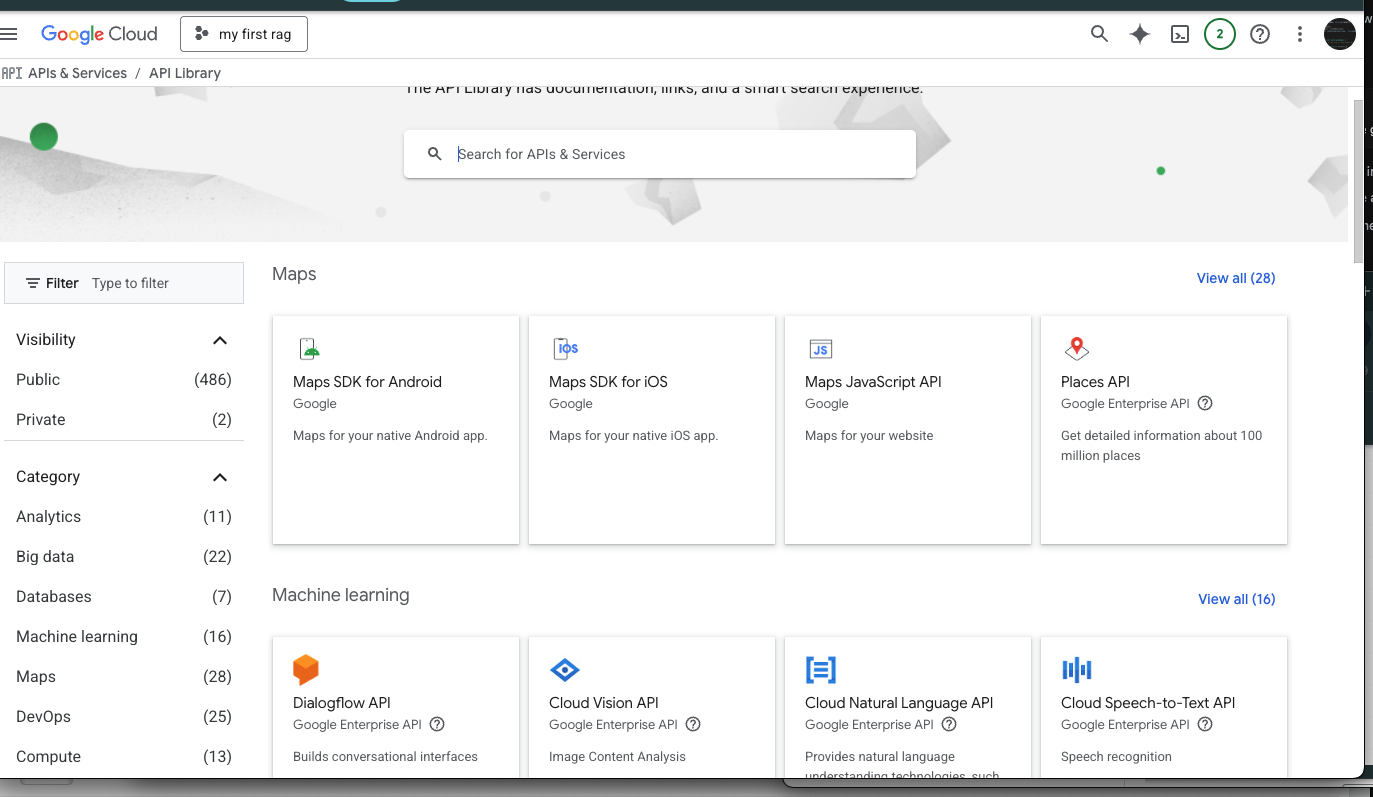 Google Cloud
my first rag
2
API APIs & Services / API Library
The API Library has documentation, links, and a smart search experience.
Search for APIs & Services
Filter Type to filter
Visibility
Public (486)
Private (2)
Category
Analytics (11)
Big data (22)
Databases (7)
Machine learning (16)
Maps (28)
DevOps (25)
Compute (13)
Maps
View all (28)
Maps SDK for Android
Google
Maps for your native Android app.
iOS
Maps SDK for iOS
Google
Maps for your native iOS app.
JS
Maps JavaScript API
Google
Maps for your website
Places API
Google Enterprise API
Get detailed information about 100
million places
Machine learning
View all (16)
Dialogflow API
Google Enterprise API
Builds conversational interfaces
Cloud Vision API
Google Enterprise API
Image Content Analysis
Cloud Natural Language API
Google Enterprise API
Provides natural language
understanding technologies, such
Cloud Speech-to-Text API
Google Enterprise API
Speech recognition